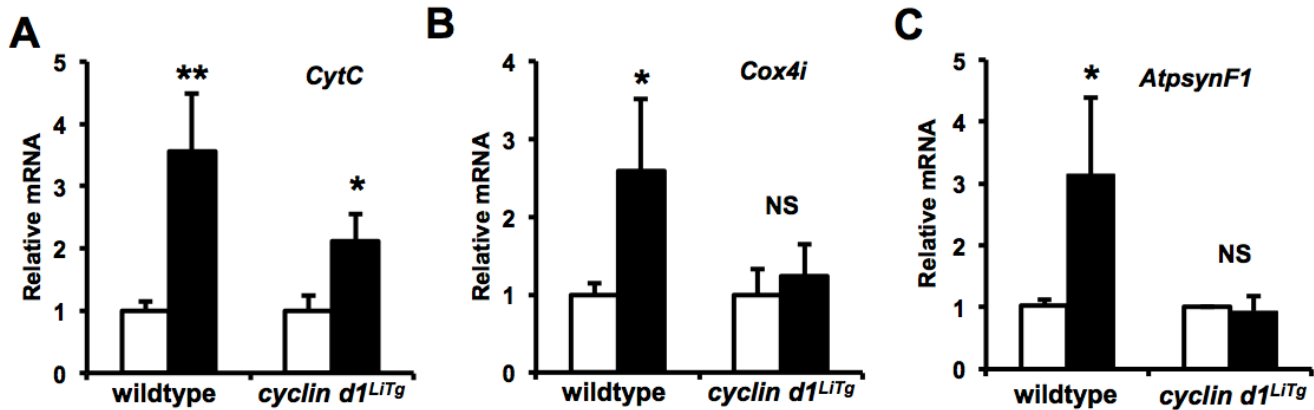 A
Relative mRNA
5
4
3
2
1
0
**
*
CytC
wildtype
cyclin d1LiTg
B
Relative mRNA
4
3
2
1
0
*
NS
Cox4i
wildtype
cyclin d1LiTg
C
Relative mRNA
5
4
3
2
1
0
*
NS
AtpsynF1
wildtype
cyclin d1LiTg